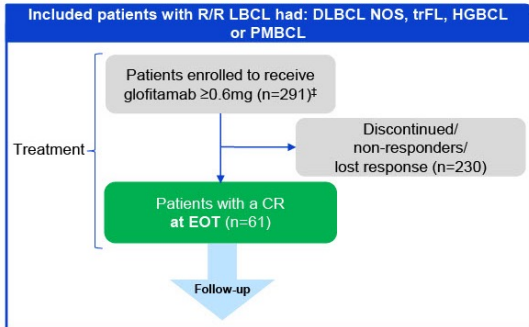 Included patients with R/R LBCL had: DLBCL NOS, trFL, HGBCL
or PMBCL
Patients enrolled to receive
glofitamab ≥0.6mg (n=291)‡
Treatment
Discontinued/
non-responders/
lost response (n=230)
Patients with a CR
at EOT (n=61)
Follow-up